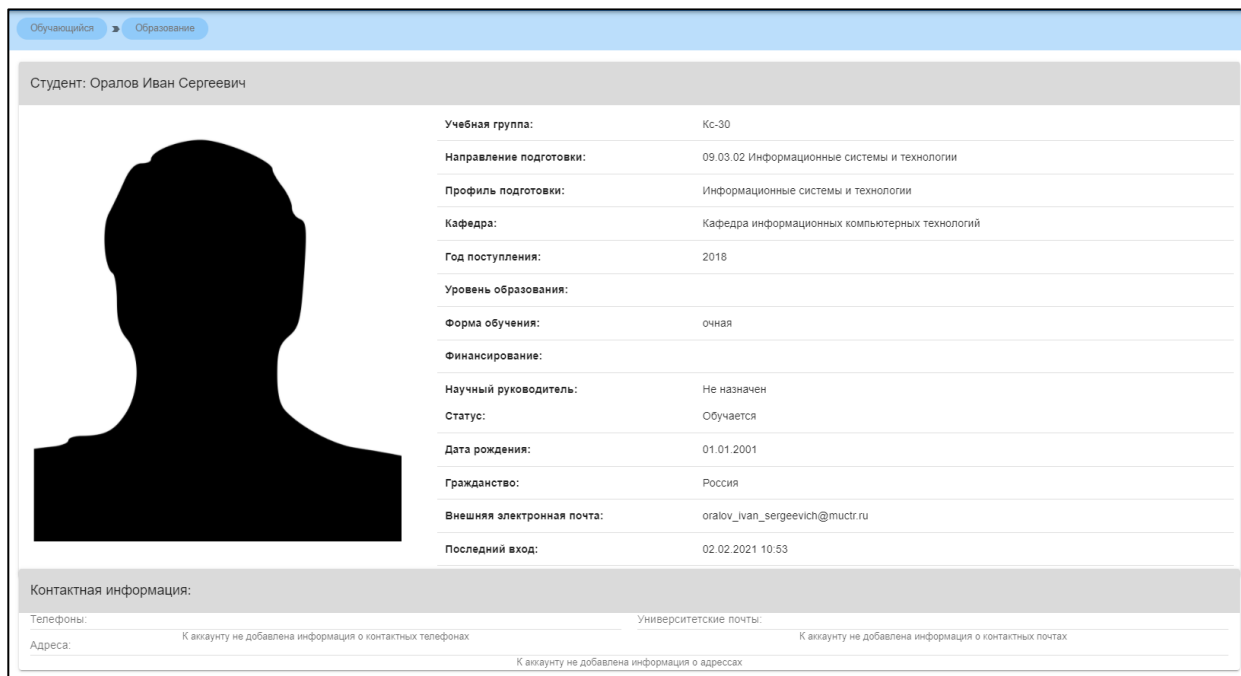 Обучающийся » Образование
Студент: Оралов Иван Сергеевич
Учебная группа: Кс-30
Направление подготовки: 09.03.02 Информационные системы и технологии
Профиль подготовки: Информационные системы и технологии
Кафедра: Кафедра информационных компьютерных технологий
Год поступления: 2018
Уровень образования:
Форма обучения: очная
Финансирование:
Научный руководитель: Не назначен
Статус: Обучается
Дата рождения: 01.01.2001
Гражданство: Россия
Внешняя электронная почта: oralov_ivan_sergeevich@muctr.ru
Последний вход: 02.02.2021 10:53
Контактная информация:
Телефоны: Университетские почты:
К аккаунту не добавлена информация о контактных телефонах К аккаунту не добавлена информация о контактных почтах
Адреса:
К аккаунту не добавлена информация о адрессах